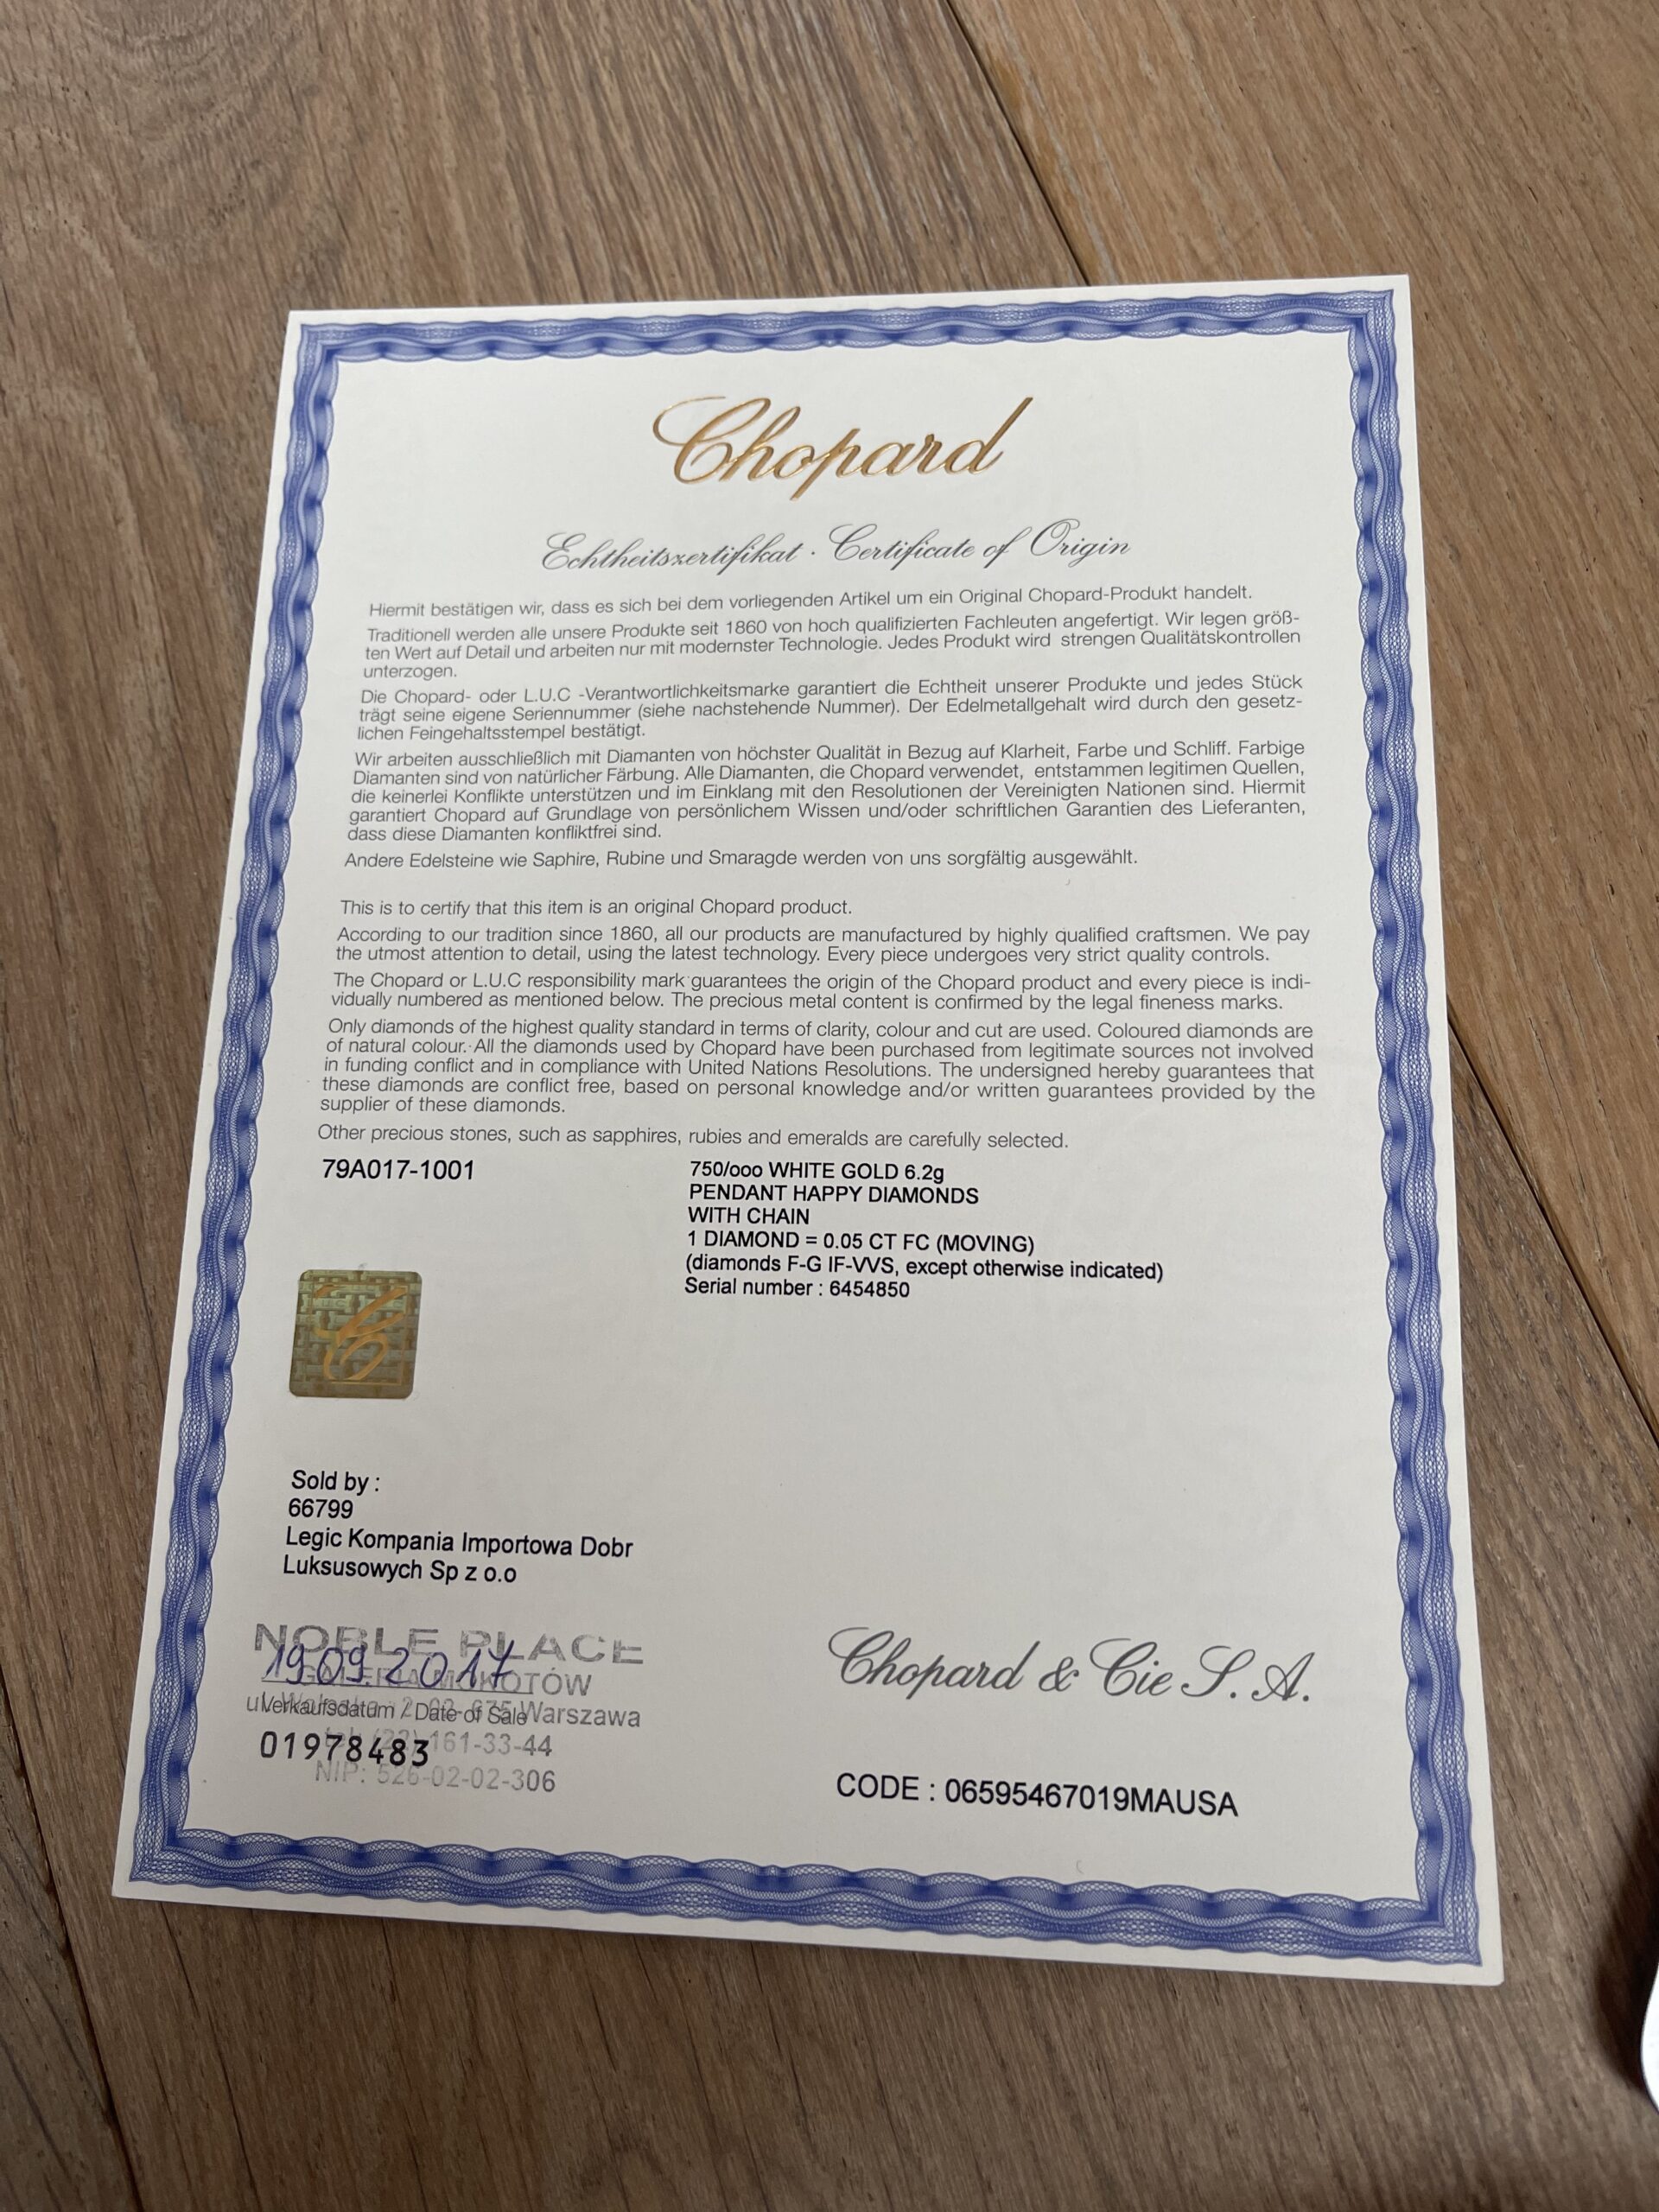 Chopard
Echtheitszertifikat · Certificate of Origin
Hiermit bestätigen wir, dass es sich bei dem vorliegenden Artikel um ein Original Chopard-Produkt handelt.
Traditionell werden alle unsere Produkte seit 1860 von hoch qualifizierten Fachleuten angefertigt. Wir legen größ-
ten Wert auf Detail und arbeiten nur mit modernster Technologie. Jedes Produkt wird strengen Qualitätskontrollen
unterzogen.
Die Chopard- oder L.U.C -Verantwortlichkeitsmarke garantiert die Echtheit unserer Produkte und jedes Stück
trägt seine eigene Seriennummer (siehe nachstehende Nummer). Der Edelmetallgehalt wird durch den gesetz-
lichen Feingehaltsstempel bestätigt.
Wir arbeiten ausschließlich mit Diamanten von höchster Qualität in Bezug auf Klarheit, Farbe und Schliff. Farbige
Diamanten sind von natürlicher Färbung. Alle Diamanten, die Chopard verwendet, entstammen legitimen Quellen,
die keinerlei Konflikte unterstützen und im Einklang mit den Resolutionen der Vereinigten Nationen sind. Hiermit
garantiert Chopard auf Grundlage von persönlichem Wissen und/oder schriftlichen Garantien des Lieferanten,
dass diese Diamanten konfliktfrei sind.
Andere Edelsteine wie Saphire, Rubine und Smaragde werden von uns sorgfältig ausgewählt.
This is to certify that this item is an original Chopard product.
According to our tradition since 1860, all our products are manufactured by highly qualified craftsmen. We pay
the utmost attention to detail, using the latest technology. Every piece undergoes very strict quality controls.
The Chopard or L.U.C responsibility mark guarantees the origin of the Chopard product and every piece is indi-
vidually numbered as mentioned below. The precious metal content is confirmed by the legal fineness marks.
Only diamonds of the highest quality standard in terms of clarity, colour and cut are used. Coloured diamonds are
of natural colour. All the diamonds used by Chopard have been purchased from legitimate sources not involved
in funding conflict and in compliance with United Nations Resolutions. The undersigned hereby guarantees that
these diamonds are conflict free, based on personal knowledge and/or written guarantees provided by the
supplier of these diamonds.
Other precious stones, such as sapphires, rubies and emeralds are carefully selected.
79A017-1001
750/ooo WHITE GOLD 6.2g
PENDANT HAPPY DIAMONDS
WITH CHAIN
1 DIAMOND = 0.05 CT FC (MOVING)
(diamonds F-G IF-VVS, except otherwise indicated)
Serial number : 6454850
C
Sold by :
66799
Legic Kompania Importowa Dobr
Luksusowych Sp z o.o
NOBLE PLACE
19.09.2017
GALERIA MOKOTÓW
Warszawa
Verkaufsdatum / Date of Sale
161-33-44
01978483
NIP: 526-02-02-306
Chopard & Cie S.A.
CODE : 06595467019MAUSA